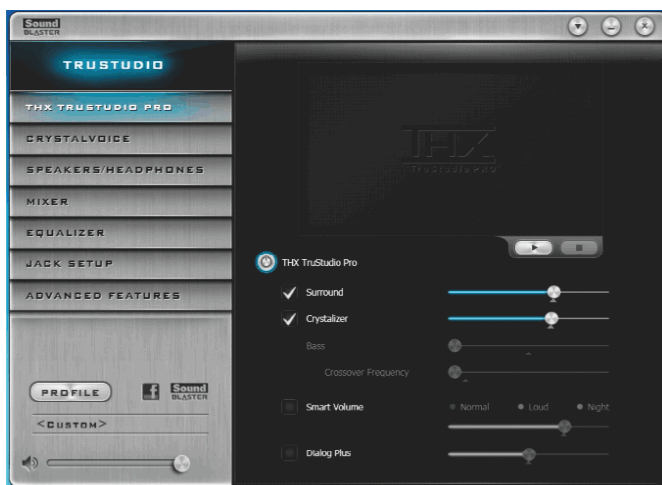 Sound
BLASTER
TRUSTUDIO
THX TRUSTUDIO PRO
CRYSTALVOICE
SPEAKERS/HEADPHONES
MIXER
EQUALIZER
JACK SETUP
ADVANCED FEATURES
PROFILE
f
Sound
BLASTER
<CUSTOM>
THX
TruStudio PRO
THX TruStudio Pro
Surround
Crystalizer
Bass
Crossover Frequency
Smart Volume
Normal
Loud
Night
Dialog Plus